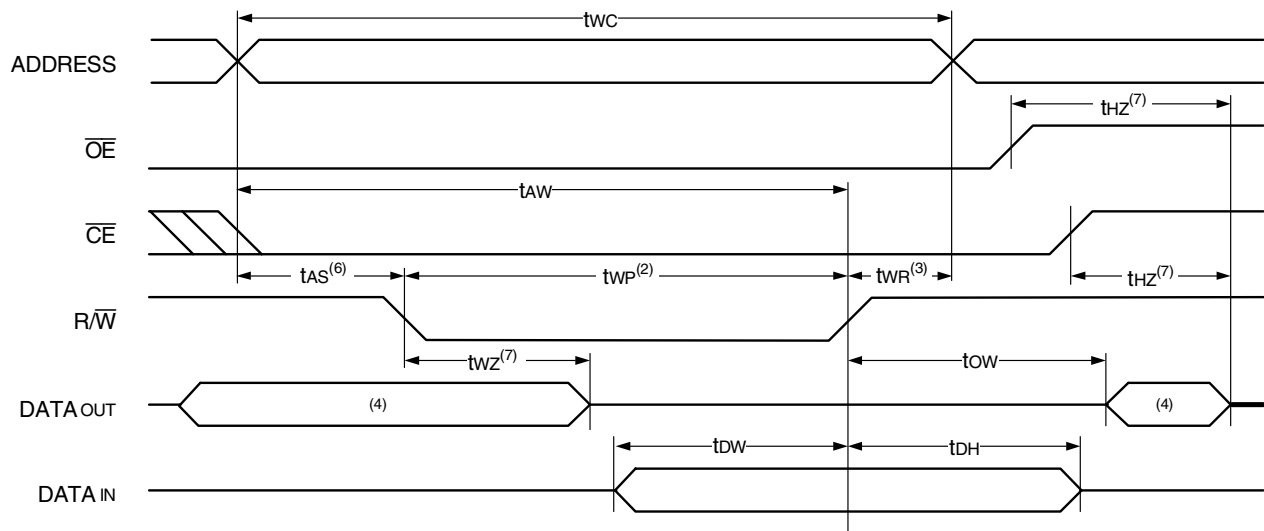 tWC
ADDRESS
tHZ(7)
OE
tAW
CE
tAS(6) tWP(2) tWR(3)
tHZ(7)
R/W
tWZ(7) tOW
DATA OUT (4) (4)
tDW tDH
DATA IN